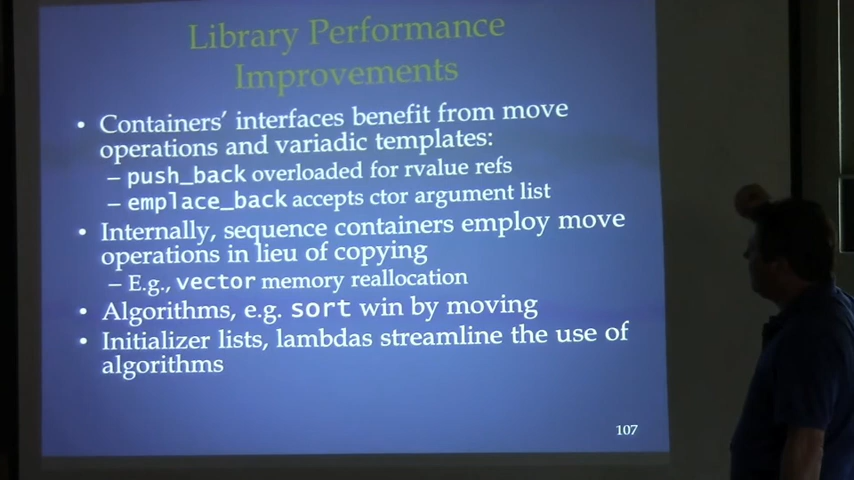 Library Performance
Improvements
• Containers' interfaces benefit from move
operations and variadic templates:
– push_back overloaded for rvalue refs
– emplace_back accepts ctor argument list
• Internally, sequence containers employ move
operations in lieu of copying
– E.g., vector memory reallocation
• Algorithms, e.g. sort win by moving
• Initializer lists, lambdas streamline the use of
algorithms
107